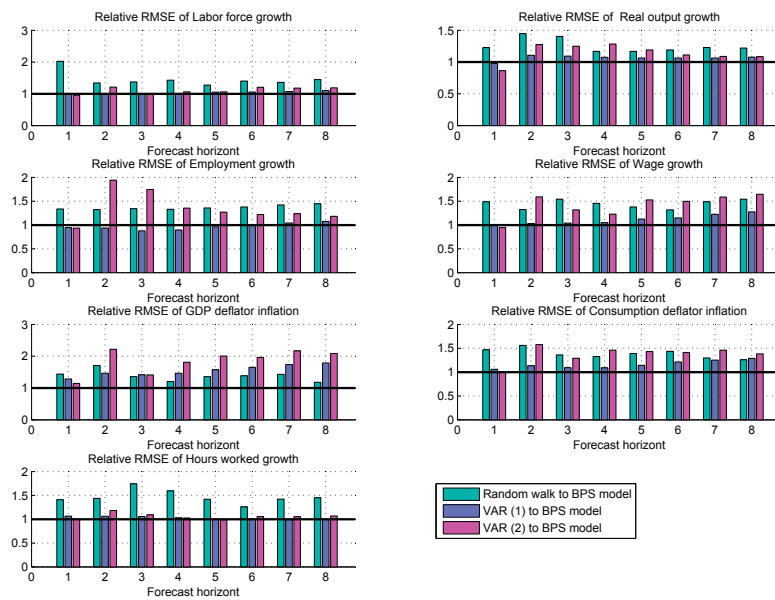 Relative RMSE of Labor force growth
3
2
1
0
0 1 2 3 4 5 6 7 8
Forecast horizont
Relative RMSE of Real output growth
1.5
1
0.5
0
0 1 2 3 4 5 6 7 8
Forecast horizont
Relative RMSE of Employment growth
2
1.5
1
0.5
0
0 1 2 3 4 5 6 7 8
Forecast horizont
Relative RMSE of Wage growth
2
1.5
1
0.5
0
0 1 2 3 4 5 6 7 8
Forecast horizont
Relative RMSE of GDP deflator inflation
3
2
1
0
0 1 2 3 4 5 6 7 8
Forecast horizont
Relative RMSE of Consumption deflator inflation
2
1.5
1
0.5
0
0 1 2 3 4 5 6 7 8
Forecast horizont
Relative RMSE of Hours worked growth
2
1.5
1
0.5
0
0 1 2 3 4 5 6 7 8
Random walk to BPS model
VAR (1) to BPS model
VAR (2) to BPS model